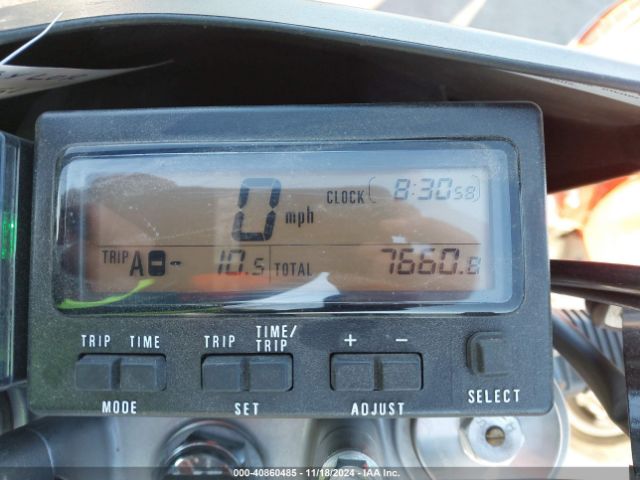 CLOCK 8:30 58
0 mph
TRIP A - 10.5 TOTAL 7660.8
TRIP TIME TRIP TIME/TRIP + -
MODE SET ADJUST SELECT
000-40860485 - 11/18/2024 - IAA Inc.